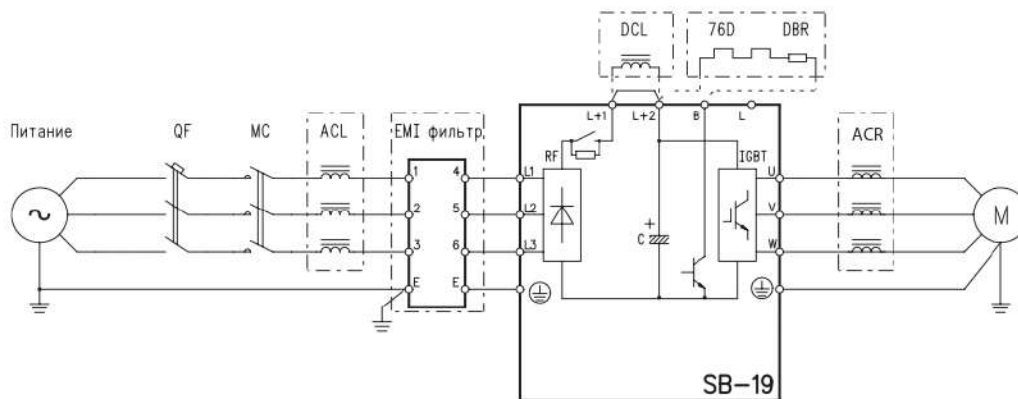 DCL
76D DBR
Питание QF MC ACL EMI фильтр ACR
L+1 L+2 B L
RF IGBT
1 4 L1 U
2 5 L2 V M
+
C
3 6 L3 W
E E
SB-19